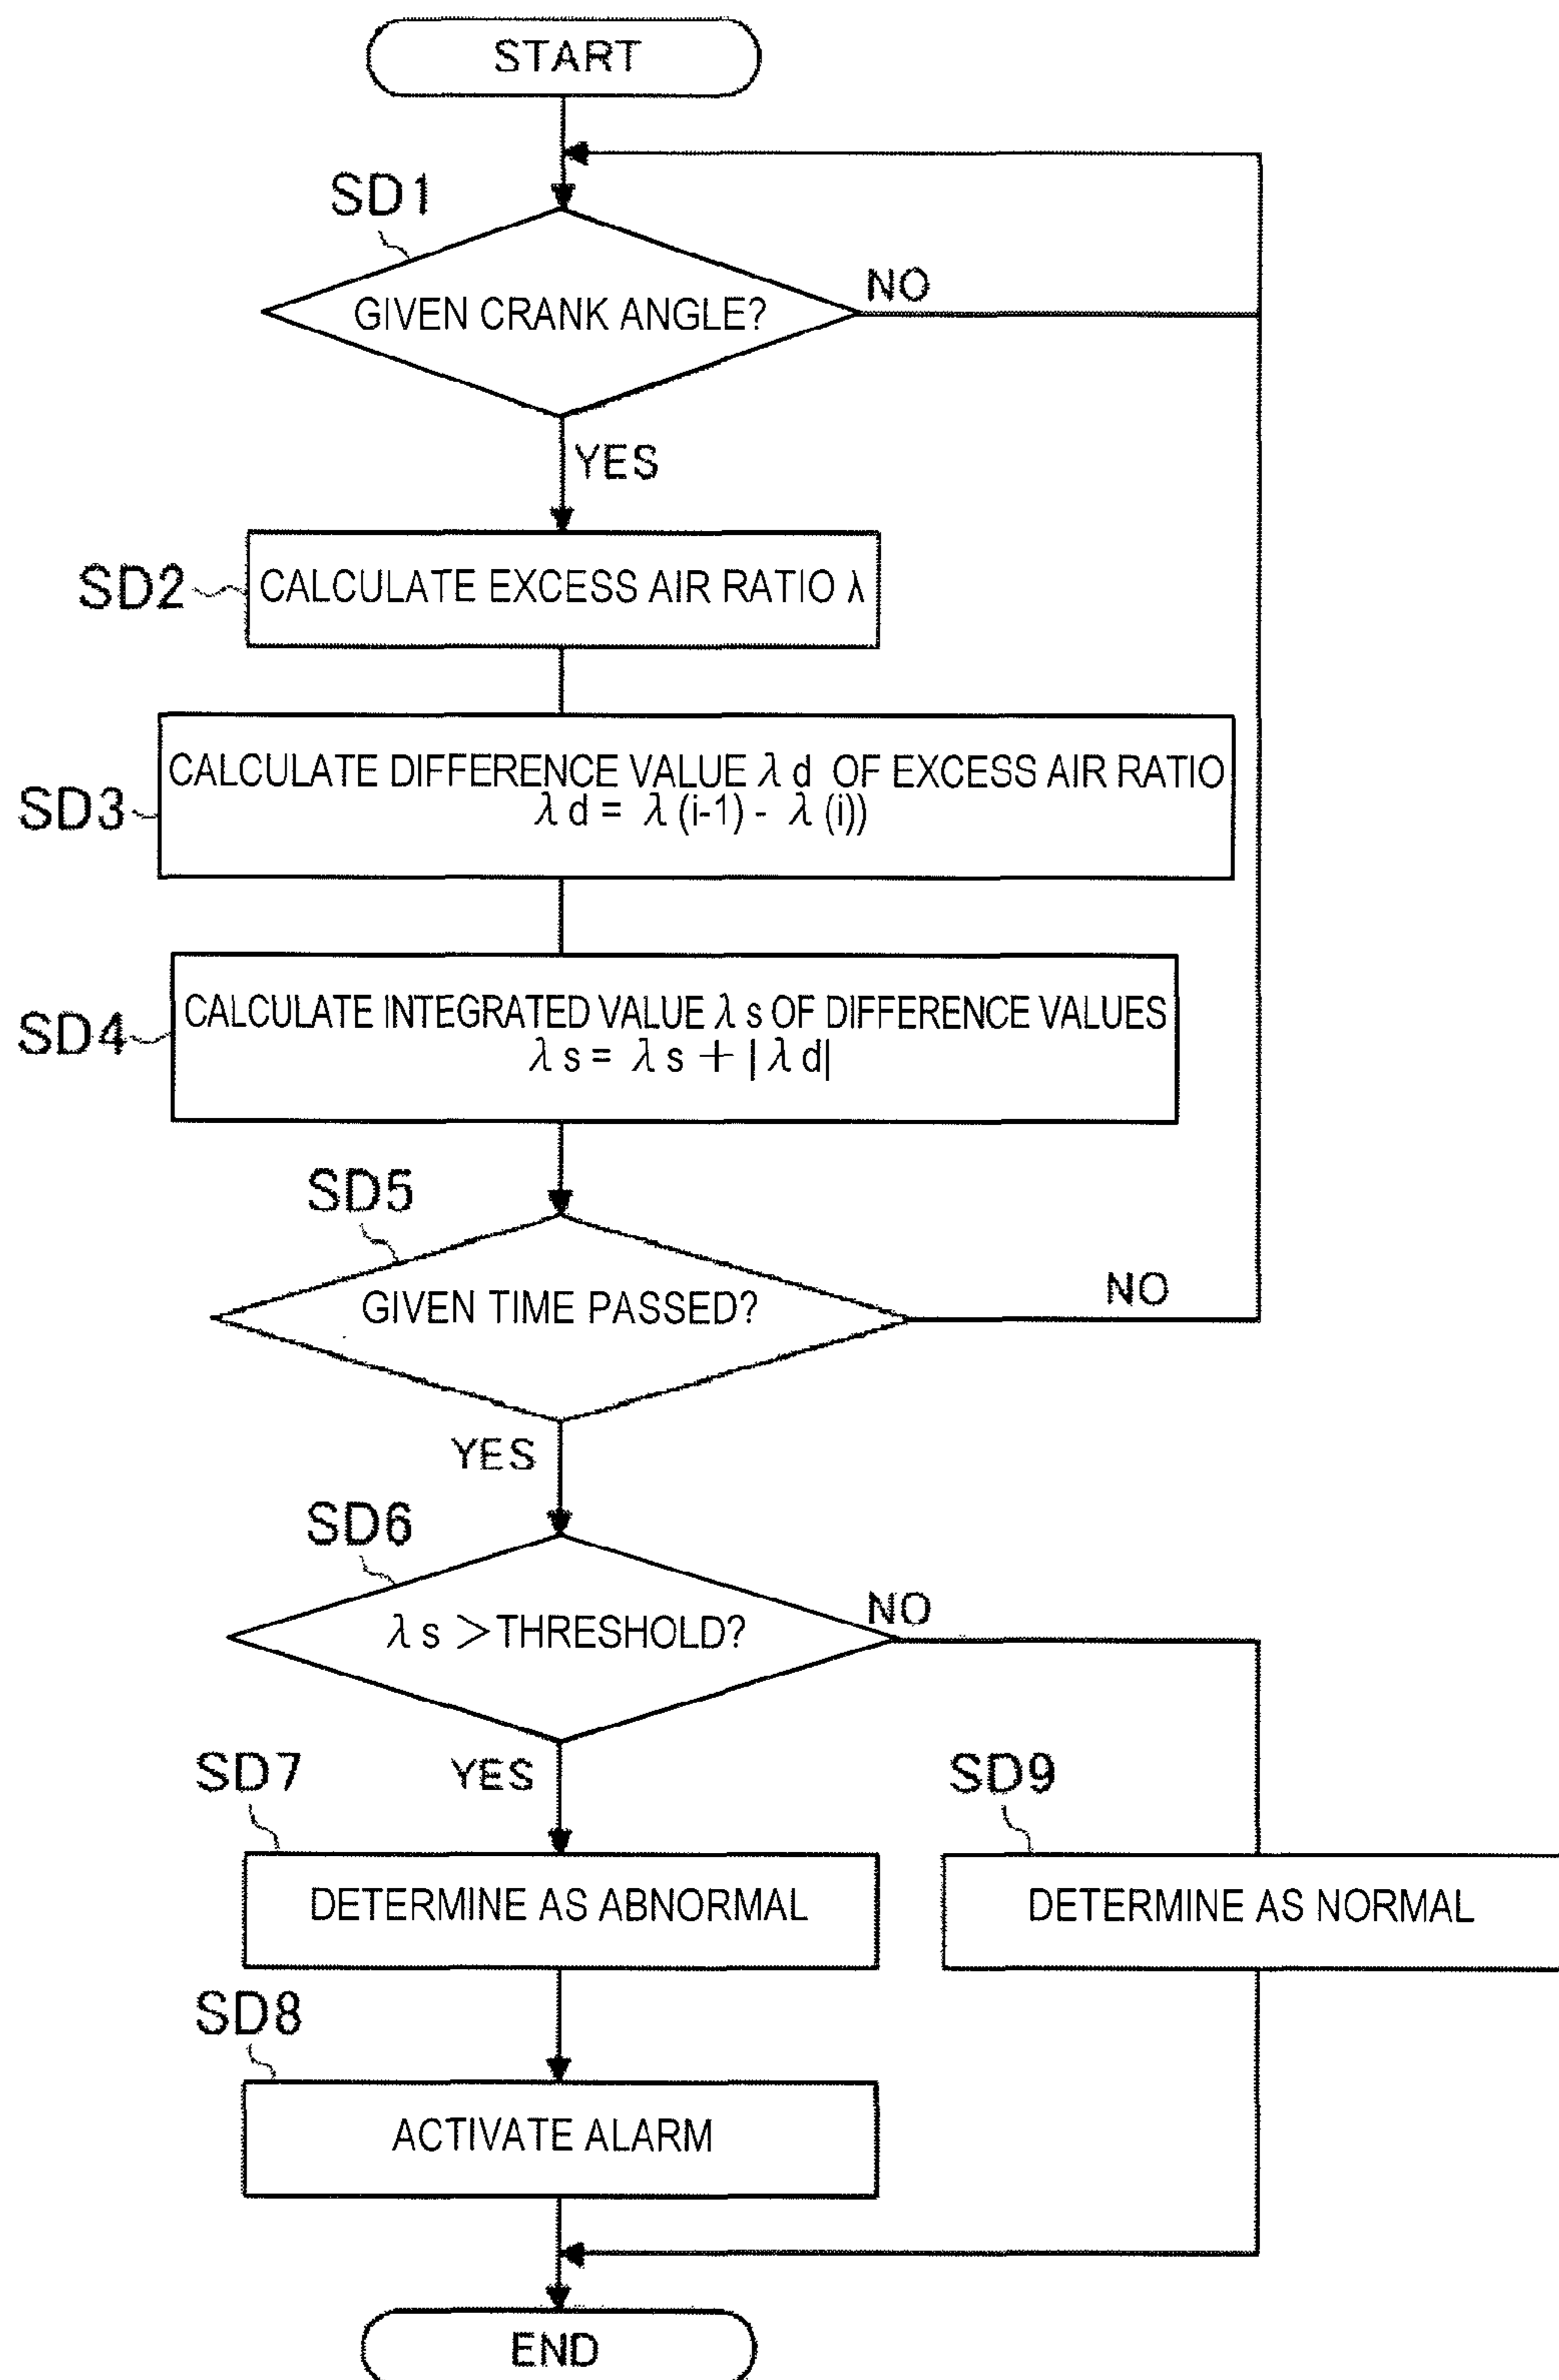 START
SD1
GIVEN CRANK ANGLE?
NO
YES
SD2
CALCULATE EXCESS AIR RATIO λ
SD3
CALCULATE DIFFERENCE VALUE λ d OF EXCESS AIR RATIO
λ d = λ (i-1) - λ (i))
SD4
CALCULATE INTEGRATED VALUE λ s OF DIFFERENCE VALUES
λ s = λ s + | λ d|
SD5
GIVEN TIME PASSED?
NO
YES
SD6
λ s > THRESHOLD?
NO
YES
SD7
DETERMINE AS ABNORMAL
SD9
DETERMINE AS NORMAL
SD8
ACTIVATE ALARM
END